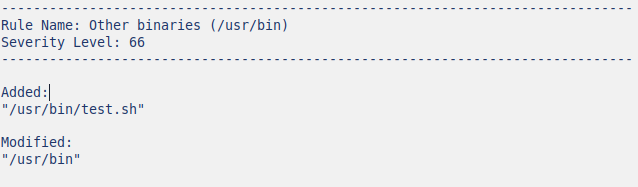 -------------------------------------------------------------------------------
Rule Name: Other binaries (/usr/bin)
Severity Level: 66
-------------------------------------------------------------------------------
Added:
"/usr/bin/test.sh"
Modified:
"/usr/bin"